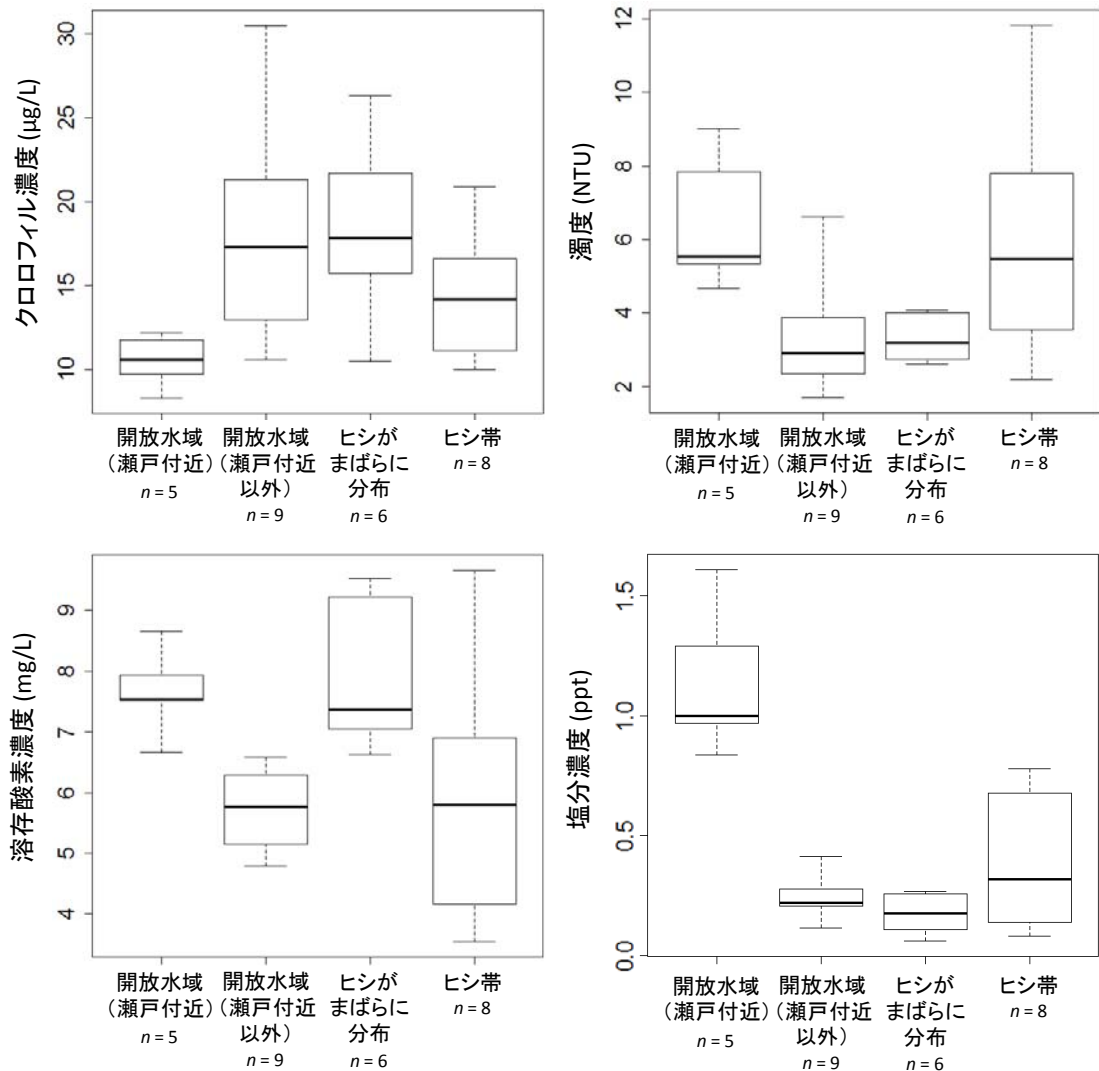 クロロフィル濃度 (µg/L)
30
25
20
15
10
開放水域
（瀬戸付近）
n = 5
開放水域
（瀬戸付近
以外）
n = 9
ヒシが
まばらに
分布
n = 6
ヒシ帯
n = 8
濁度 (NTU)
12
10
8
6
4
2
開放水域
（瀬戸付近）
n = 5
開放水域
（瀬戸付近
以外）
n = 9
ヒシが
まばらに
分布
n = 6
ヒシ帯
n = 8
溶存酸素濃度 (mg/L)
9
8
7
6
5
4
開放水域
（瀬戸付近）
n = 5
開放水域
（瀬戸付近
以外）
n = 9
ヒシが
まばらに
分布
n = 6
ヒシ帯
n = 8
塩分濃度 (ppt)
1.5
1.0
0.5
0.0
開放水域
（瀬戸付近）
n = 5
開放水域
（瀬戸付近
以外）
n = 9
ヒシが
まばらに
分布
n = 6
ヒシ帯
n = 8